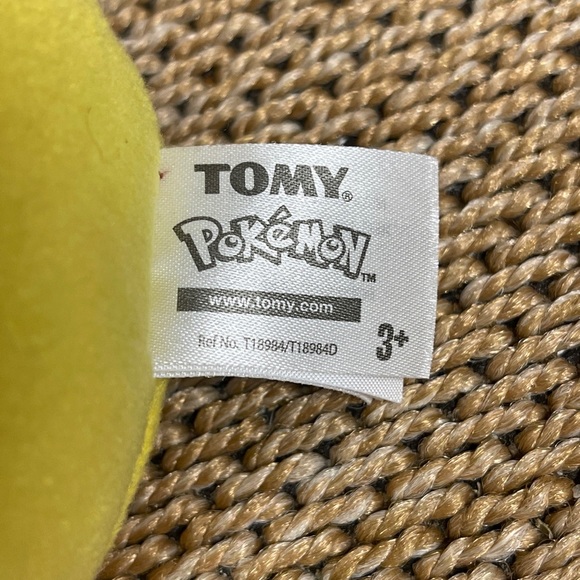 TOMY®
POKéMON™
www.tomy.com
Ref No. T18984/T18984D
3+